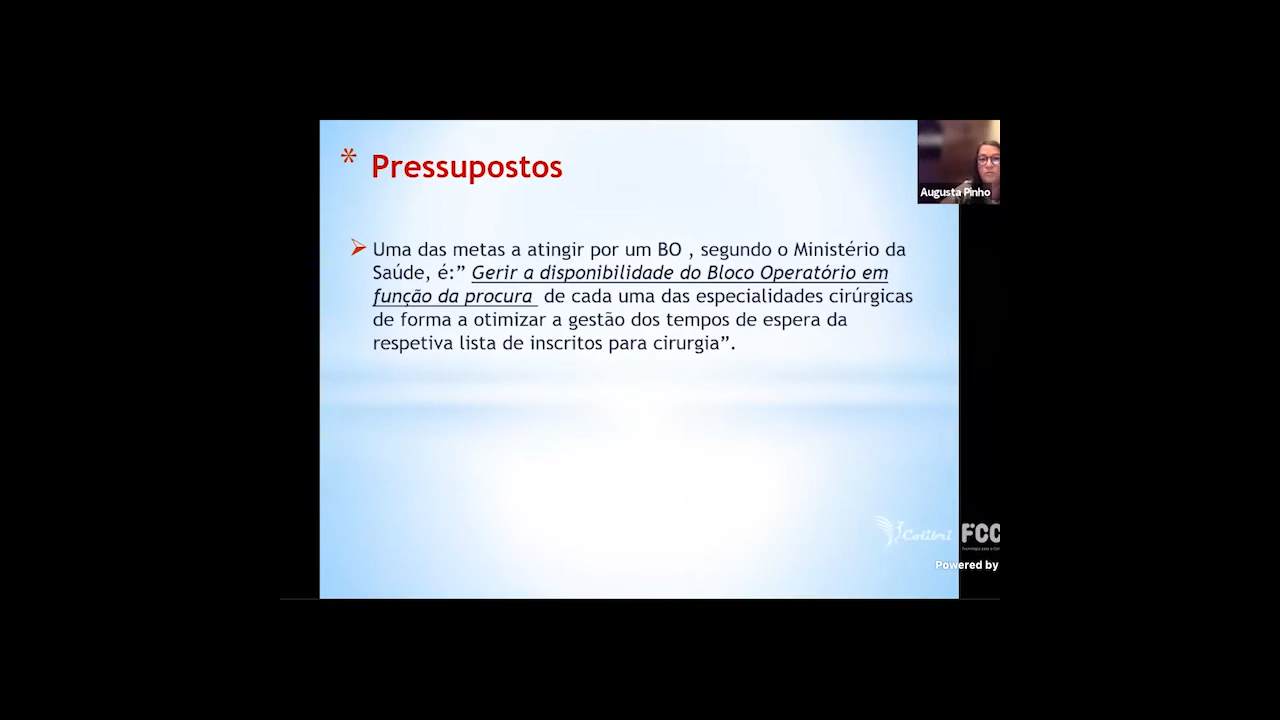 * Pressupostos
Augusta Pinho
➢ Uma das metas a atingir por um BO , segundo o Ministério da
Saúde, é:” Gerir a disponibilidade do Bloco Operatório em
função da procura de cada uma das especialidades cirúrgicas
de forma a otimizar a gestão dos tempos de espera da
respetiva lista de inscritos para cirurgia”.
Colibri FCC
Powered by